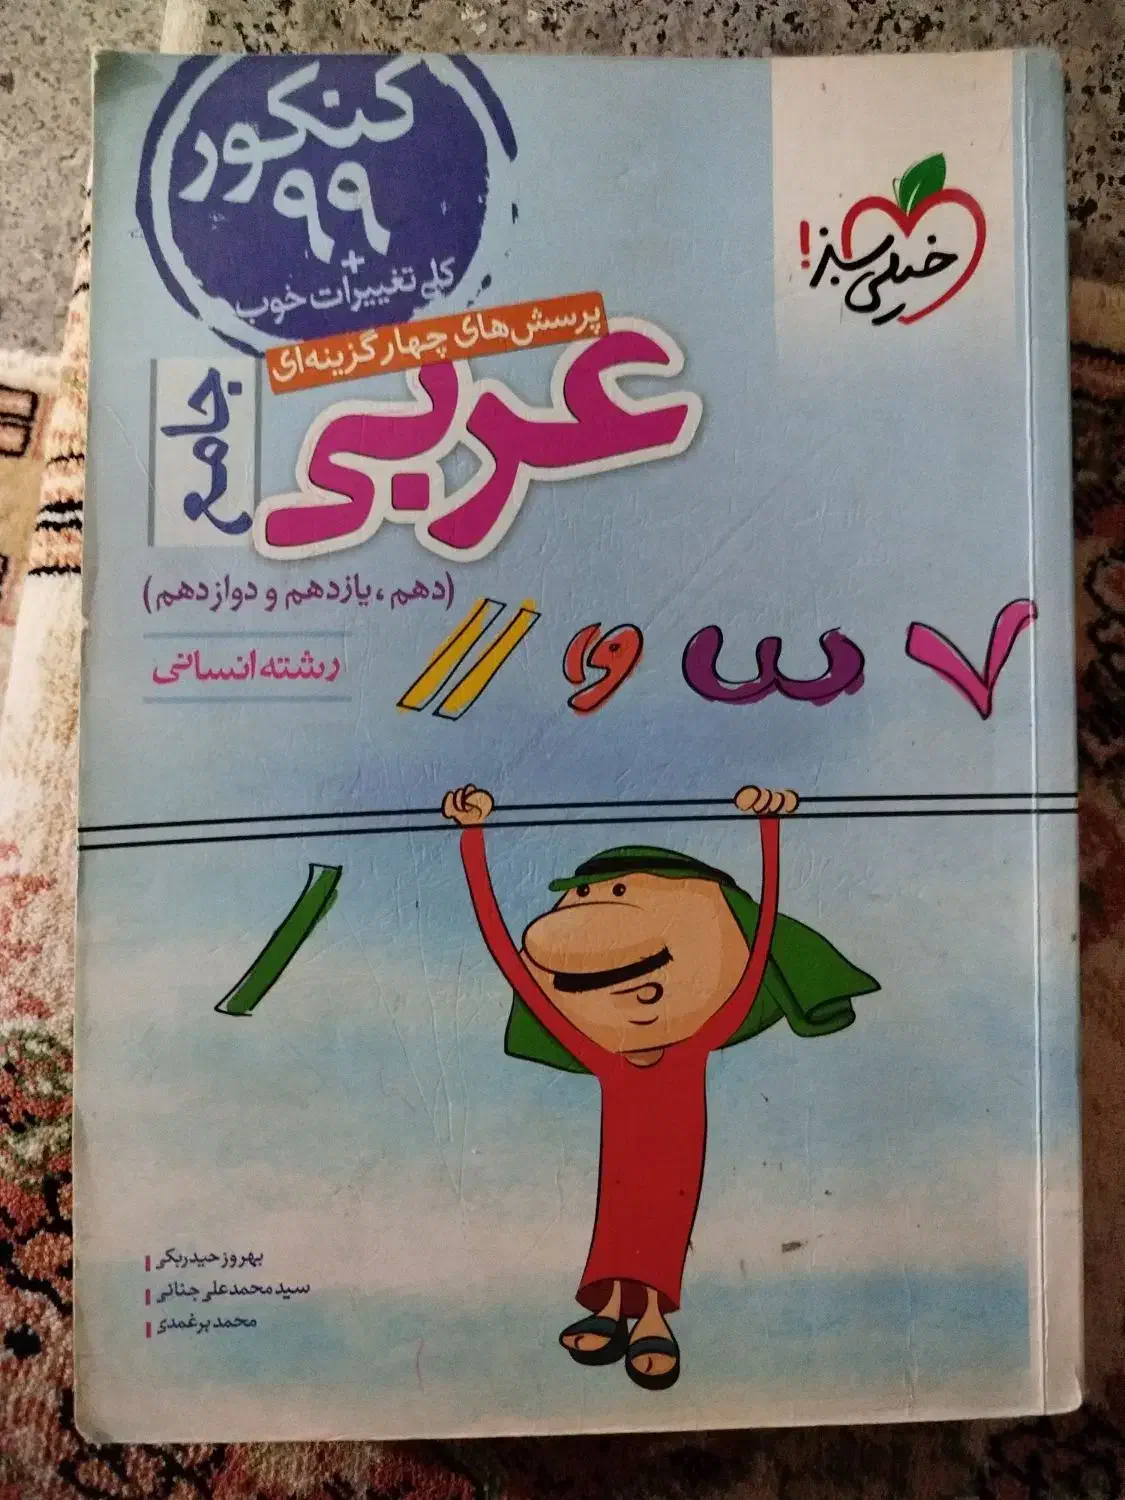 کنکور
۹۹
+
کلی تغییرات خوب
خیلی سبز!
پرسش‌های چهارگزینه‌ای
عربی
جامع
(دهم، یازدهم و دوازدهم)
رشته انسانی
بهروز حیدربکی
سید محمدعلی جنانی
محمد برغمدی